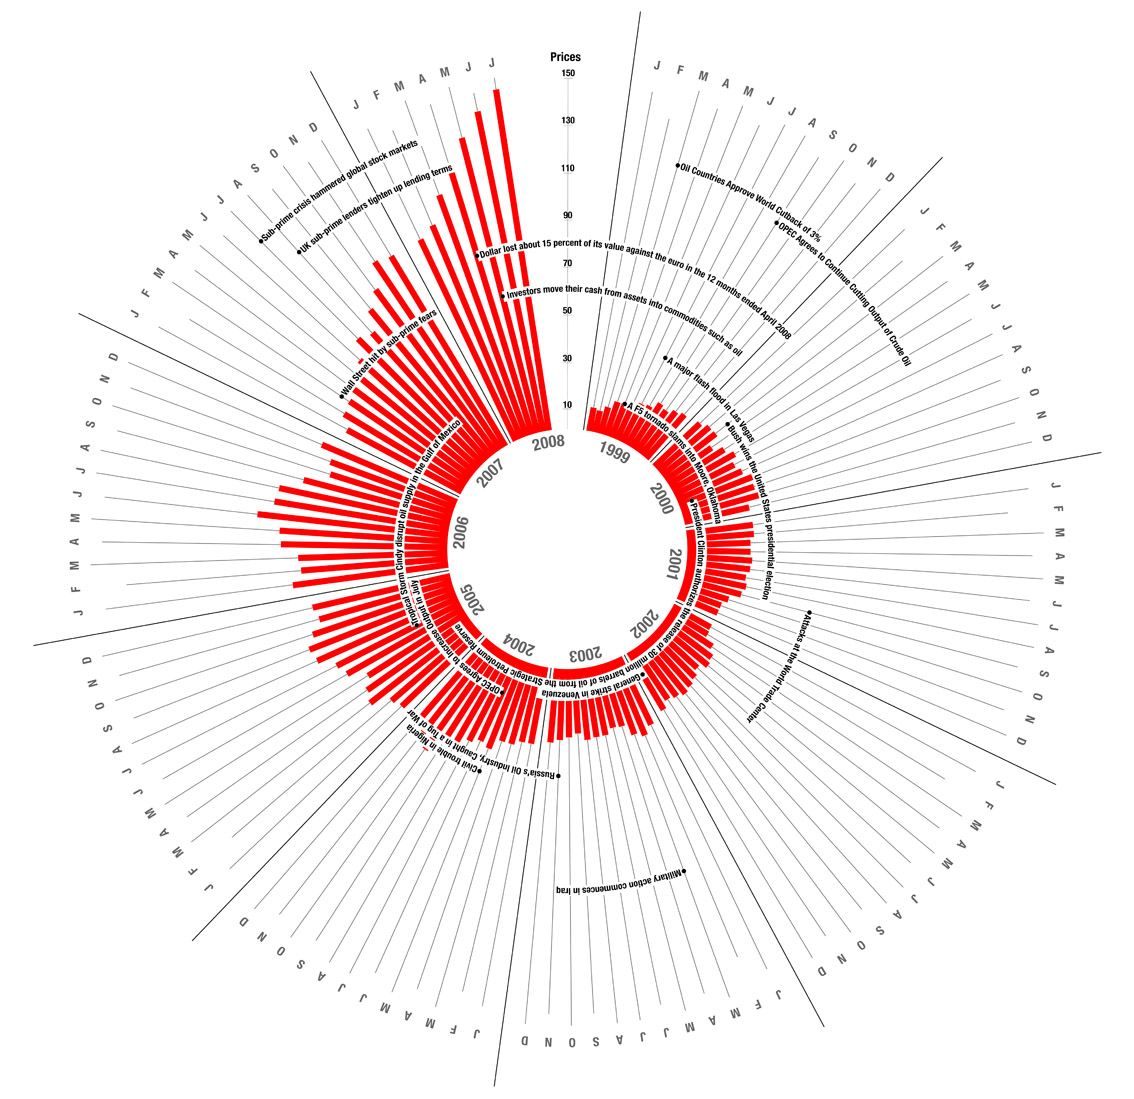 Prices
150
130
110
90
70
50
30
10
J F M A M J J A S O N D
1999
J F M A M J J A S O N D
2000
J F M A M J J A S O N D
2001
J F M A M J J A S O N D
2002
J F M A M J J A S O N D
2003
J F M A M J J A S O N D
2004
J F M A M J J A S O N D
2005
J F M A M J J A S O N D
2006
J F M A M J J A S O N D
2007
J F M A M J J
2008
Oil Countries Approve World Cutback of 3%
OPEC Agrees to Continue Cutting Output of Crude Oil
A F5 tornado slams into Moore, Oklahoma
A major flash flood in Las Vegas
Bush wins the United States presidential election
President Clinton authorizes the release of 30 million barrels of oil from the Strategic Petroleum Reserve
Attacks at the World Trade Center
General strike in Venezuela
Military action commences in Iraq
Russia's Oil Industry, Caught in a Tug of War
Civil trouble in Nigeria
OPEC Agrees to Increase Output in July
Tropical Storm Cindy disrupt oil supply in the Gulf of Mexico
Wall Street hit by sub-prime fears
Sub-prime crisis hammered global stock markets
UK sub-prime lenders tighten up lending terms
Dollar lost about 15 percent of its value against the euro in the 12 months ended April 2008
Investors move their cash from assets into commodities such as oil